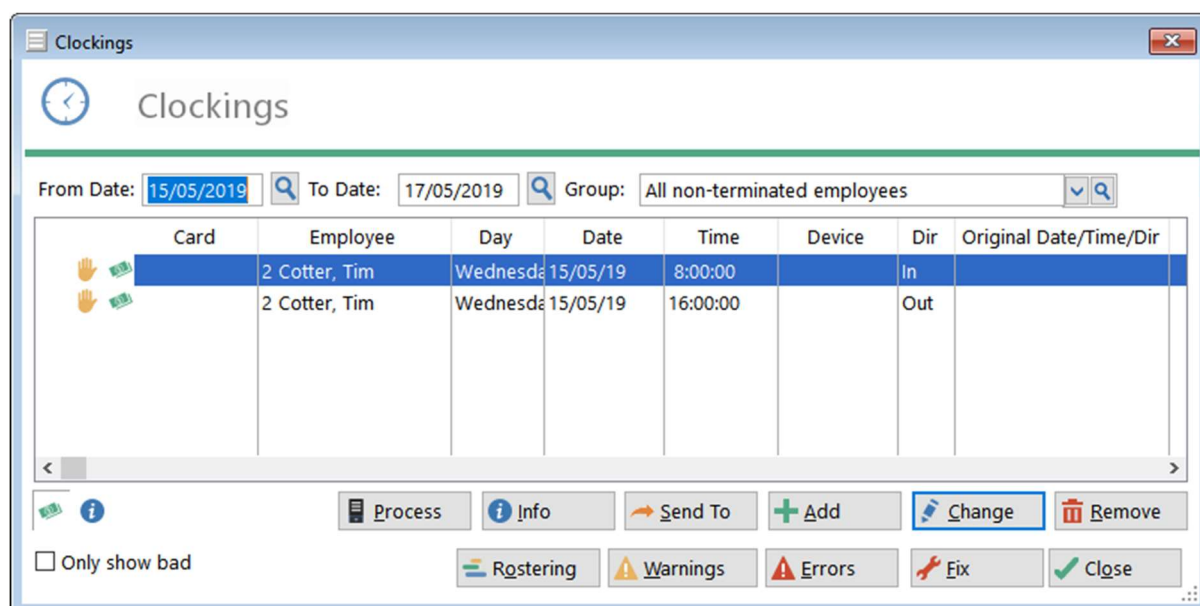 Clockings
Clockings
From Date: 15/05/2019 To Date: 17/05/2019 Group: All non-terminated employees
Card Employee Day Date Time Device Dir Original Date/Time/Dir
2 Cotter, Tim Wednesda 15/05/19 8:00:00 In
2 Cotter, Tim Wednesda 15/05/19 16:00:00 Out
Process Info Send To Add Change Remove
Only show bad Rostering Warnings Errors Fix Close